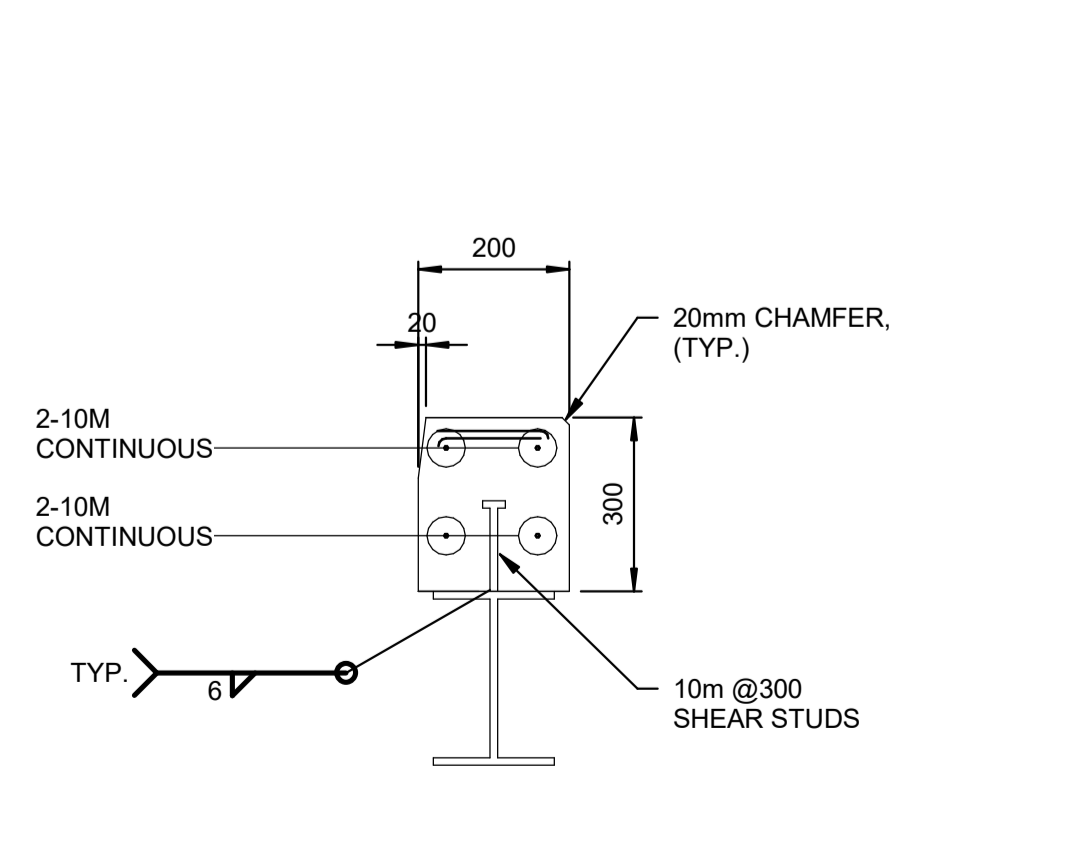 200
20
20mm CHAMFER,
(TYP.)
2-10M
CONTINUOUS
2-10M
CONTINUOUS
300
TYP.
6
10m @300
SHEAR STUDS